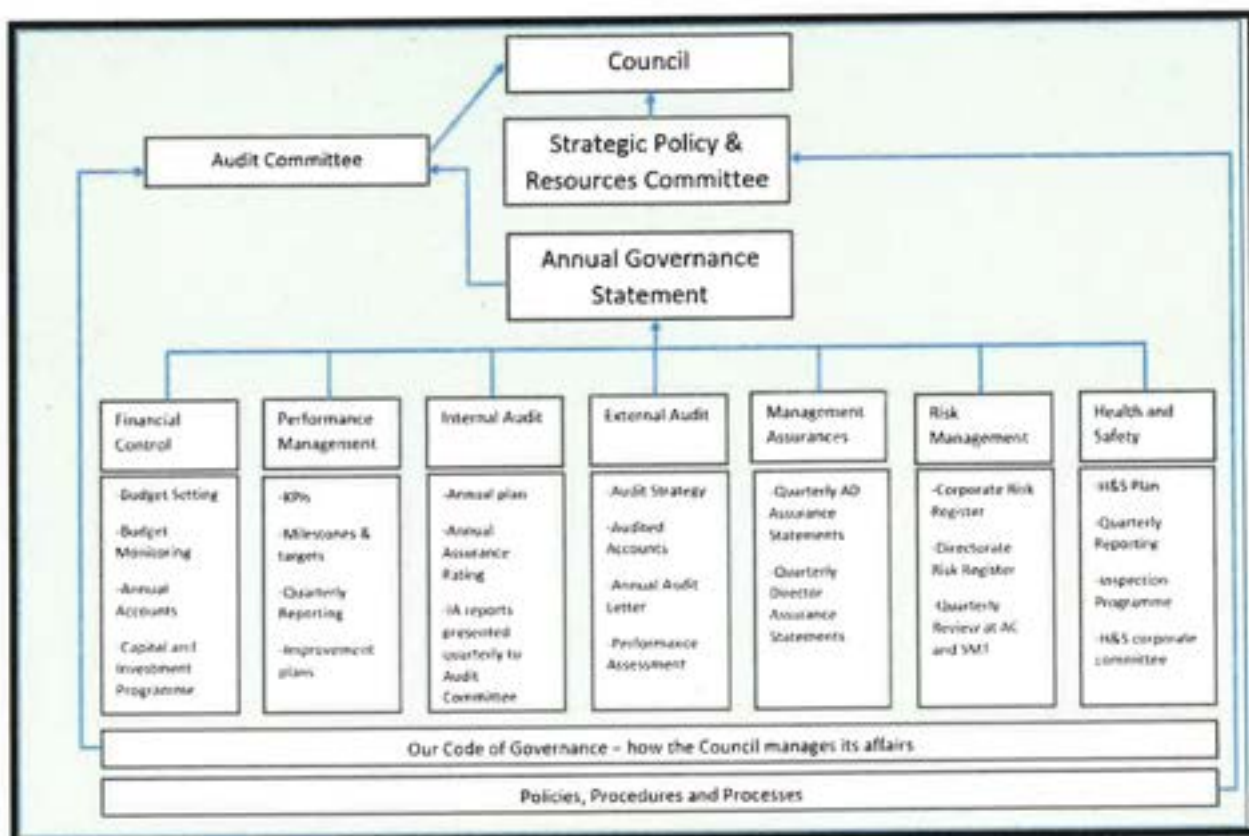 Council
Audit Committee
Strategic Policy &
Resources Committee
Annual Governance
Statement
Financial
Control
Performance
Management
Internal Audit
External Audit
Management
Assurances
Risk
Management
Health and
Safety
-Budget Setting
-Budget
Monitoring
-Annual
Accounts
-Capital and
Investment
Programme
-KPIs
-Milestones &
targets
-Quarterly
Reporting
-Improvement
plans
-Annual plan
-Annual
Assurance
Rating
-IA reports
presented
quarterly to
Audit
Committee
-Audit Strategy
-Audited
Accounts
-Annual Audit
Letter
-Performance
Assessment
-Quarterly AD
Assurance
Statements
-Quarterly
Director
Assurance
Statements
-Corporate Risk
Register
-Directorate
Risk Register
-Quarterly
Review at AC
and SMT
-H&S Plan
-Quarterly
Reporting
-Inspection
Programme
-H&S corporate
committee
Our Code of Governance – how the Council manages its affairs
Policies, Procedures and Processes